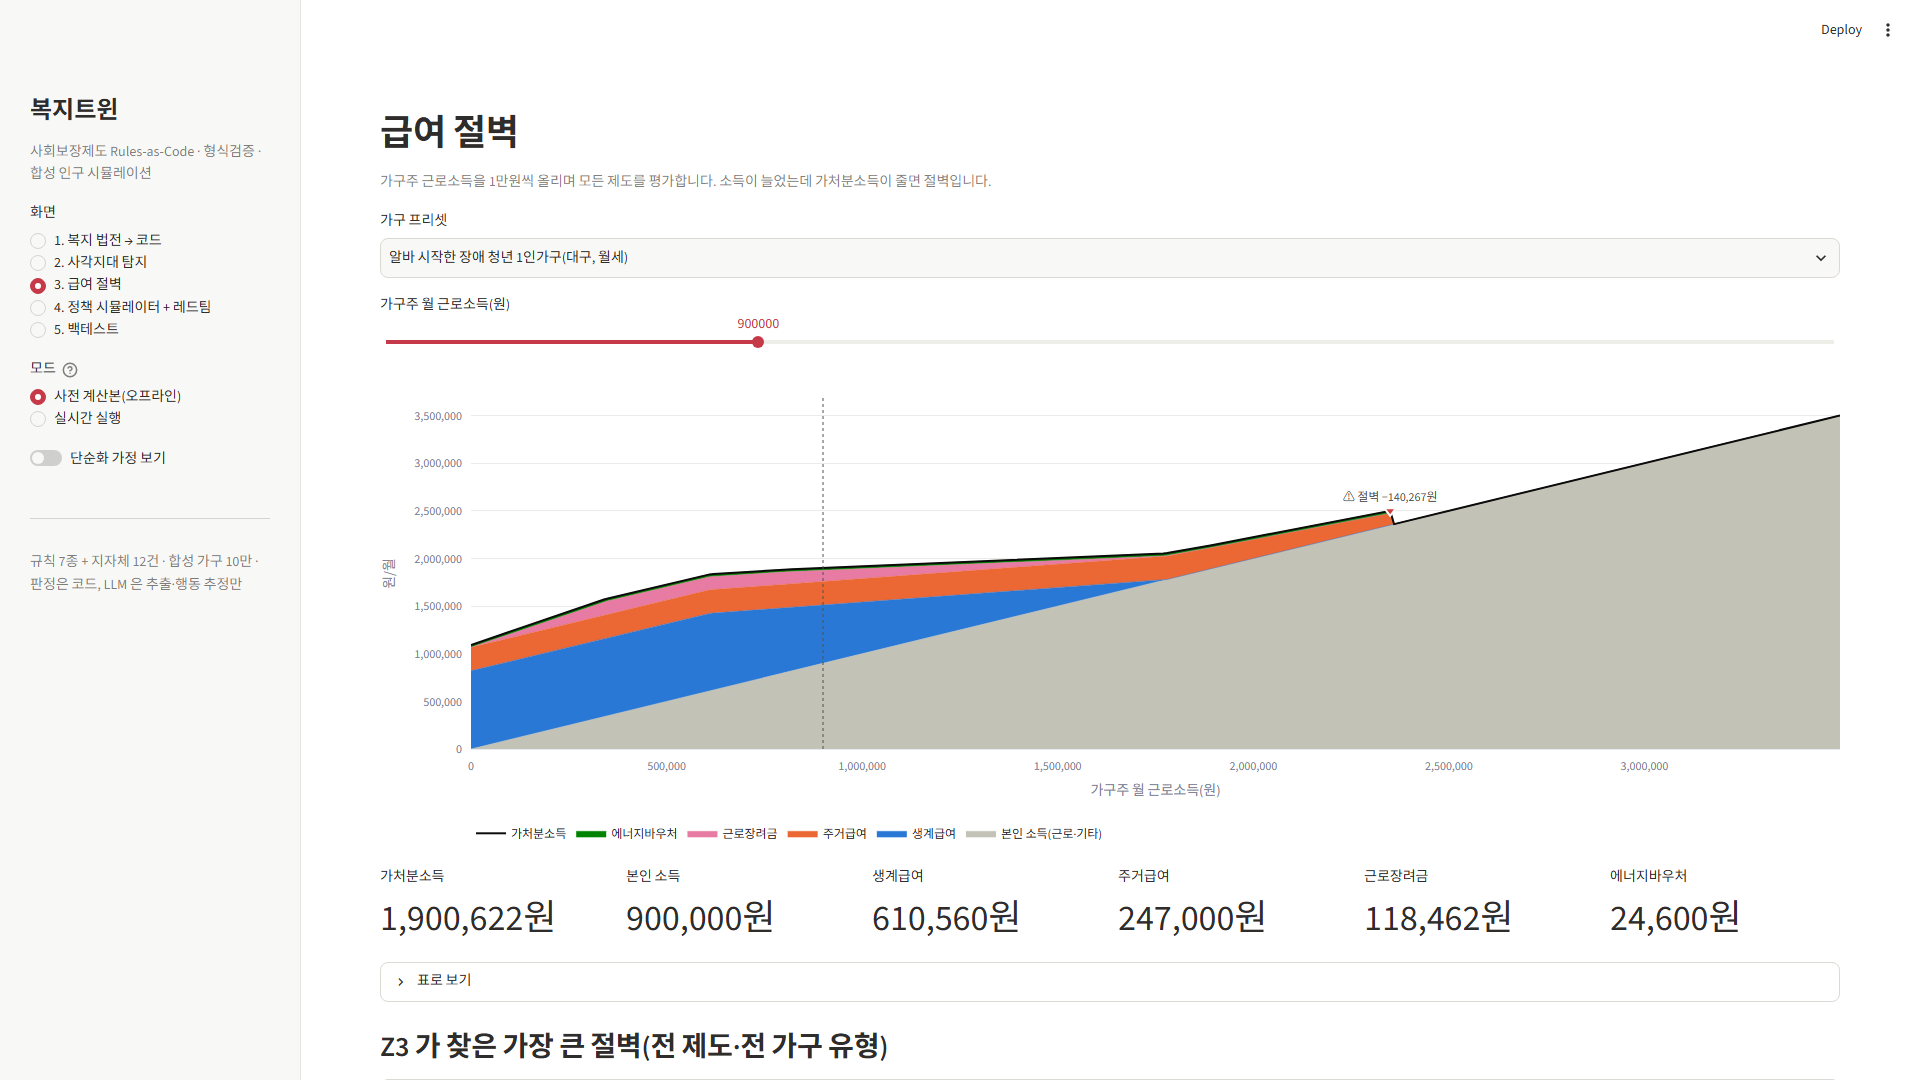 Deploy
복지트윈
사회보장제도 Rules-as-Code · 형식검증 ·
합성 인구 시뮬레이션
화면
1. 복지 법전 → 코드
2. 사각지대 탐지
3. 급여 절벽
4. 정책 시뮬레이터 + 레드팀
5. 백테스트
모드
사전 계산본(오프라인)
실시간 실행
단순화 가정 보기
규칙 7종 + 지자체 12건 · 합성 가구 10만 ·
판정은 코드, LLM 은 추출·행동 추정만
급여 절벽
가구주 근로소득을 1만원씩 올리며 모든 제도를 평가합니다. 소득이 늘었는데 가처분소득이 줄면 절벽입니다.
가구 프리셋
알바 시작한 장애 청년 1인가구(대구, 월세)
가구주 월 근로소득(원)
900000
3,500,000
3,000,000
2,500,000
2,000,000
1,500,000
1,000,000
500,000
0
원/월
⚠ 절벽 −140,267원
0 500,000 1,000,000 1,500,000 2,000,000 2,500,000 3,000,000
가구주 월 근로소득(원)
가처분소득 에너지바우처 근로장려금 주거급여 생계급여 본인 소득(근로·기타)
가처분소득 본인 소득 생계급여 주거급여 근로장려금 에너지바우처
1,900,622원 900,000원 610,560원 247,000원 118,462원 24,600원
표로 보기
Z3 가 찾은 가장 큰 절벽(전 제도·전 가구 유형)